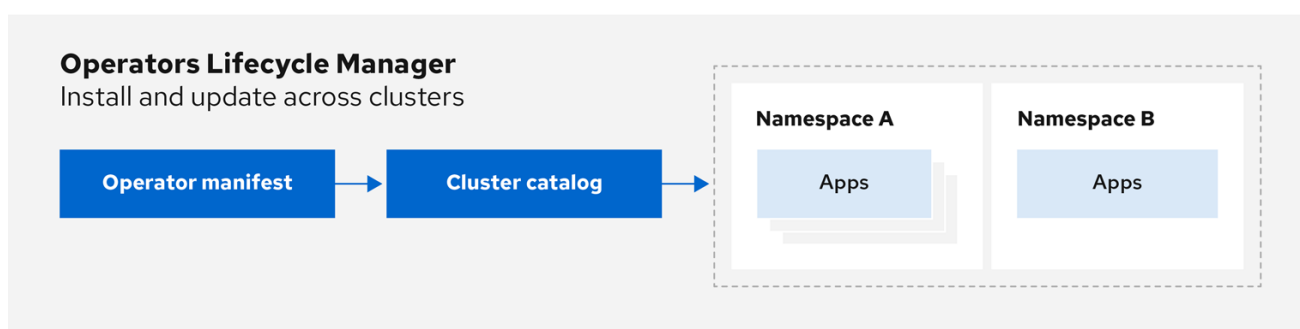 Operators Lifecycle Manager
Install and update across clusters
Operator manifest
Cluster catalog
Namespace A
Apps
Namespace B
Apps